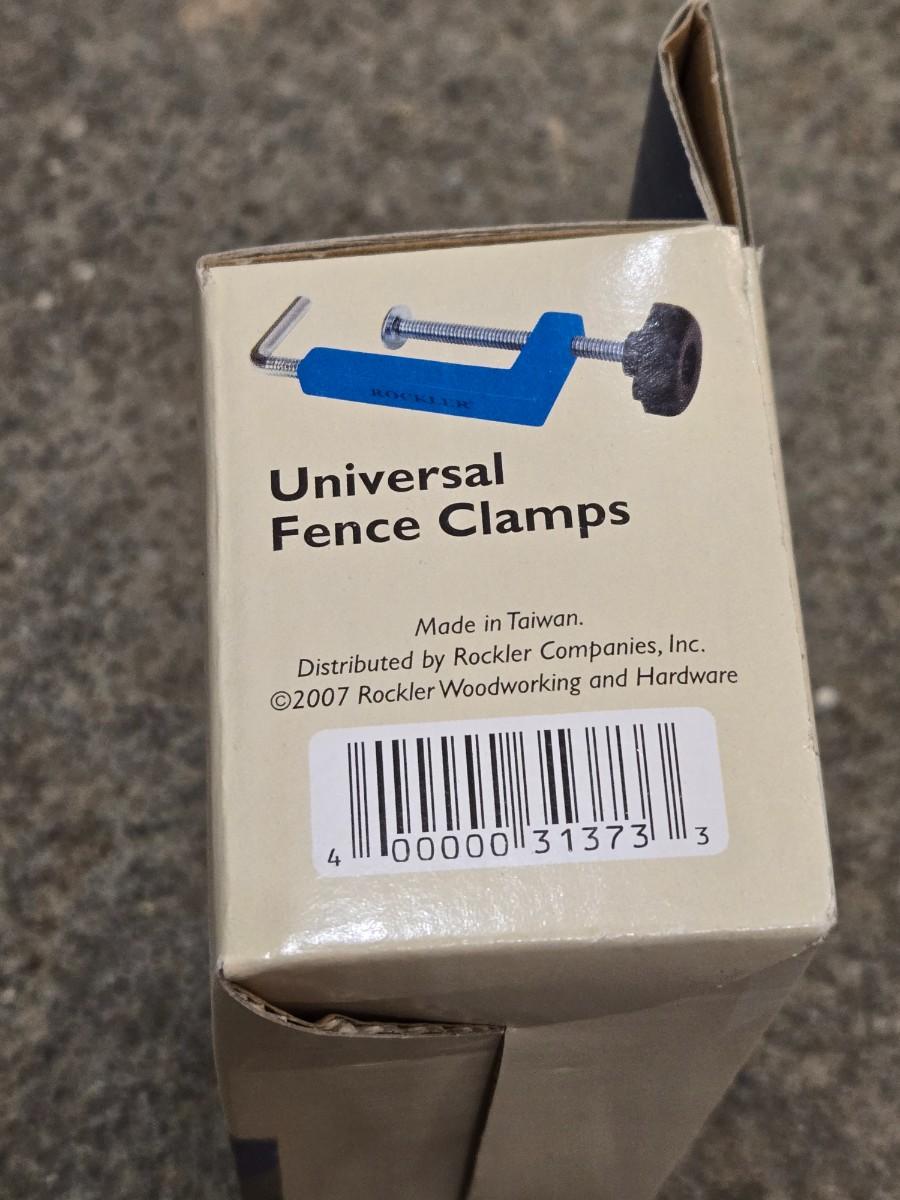 ROCKLER
Universal
Fence Clamps
Made in Taiwan.
Distributed by Rockler Companies, Inc.
©2007 Rockler Woodworking and Hardware
4 00000 31373 3